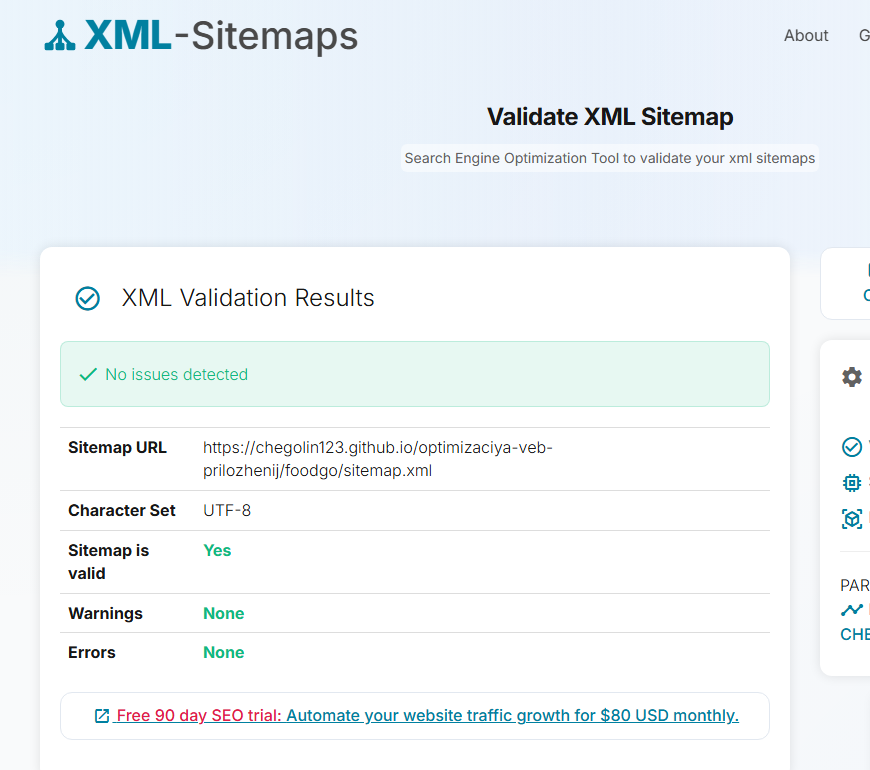 XML-Sitemaps
About
Validate XML Sitemap
Search Engine Optimization Tool to validate your xml sitemaps
XML Validation Results
No issues detected
Sitemap URL
https://chegolin123.github.io/optimizaciya-veb-
prilozhenij/foodgo/sitemap.xml
Character Set
UTF-8
Sitemap is
valid
Yes
Warnings
None
Errors
None
Free 90 day SEO trial: Automate your website traffic growth for $80 USD monthly.